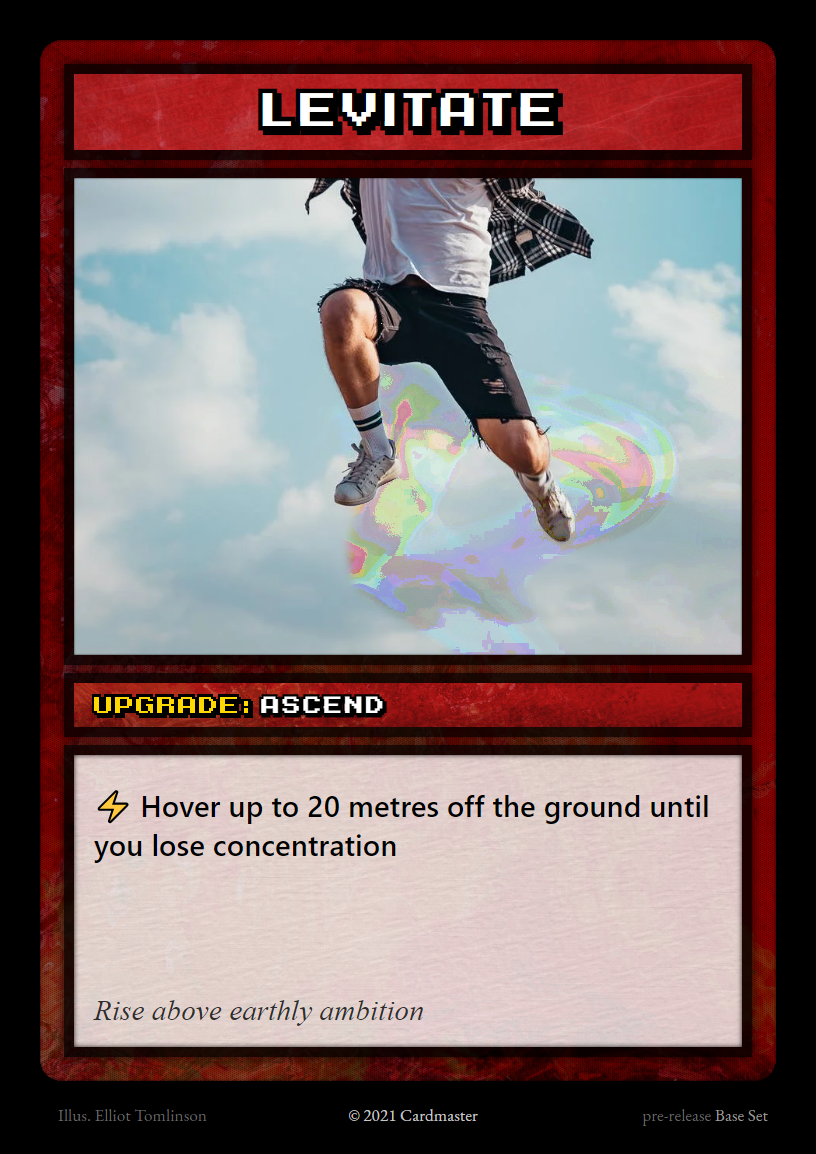 LEVITATE
UPGRADE: ASCEND
⚡ Hover up to 20 metres off the ground until
you lose concentration
Rise above earthly ambition
Illus. Elliot Tomlinson © 2021 Cardmaster pre-release Base Set